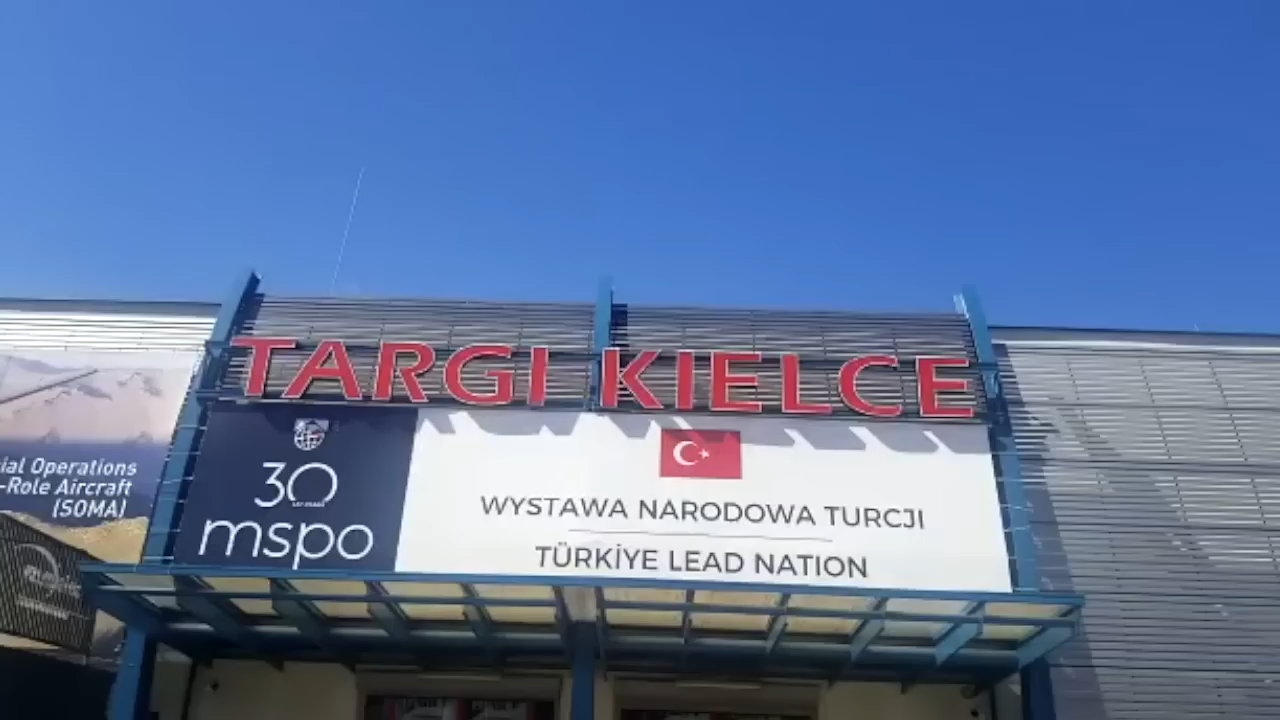 TARGI KIELCE
30
mspo
WYSTAWA NARODOWA TURCJI
TÜRKİYE LEAD NATION
ial Operations
-Role Aircraft
(SOMA)